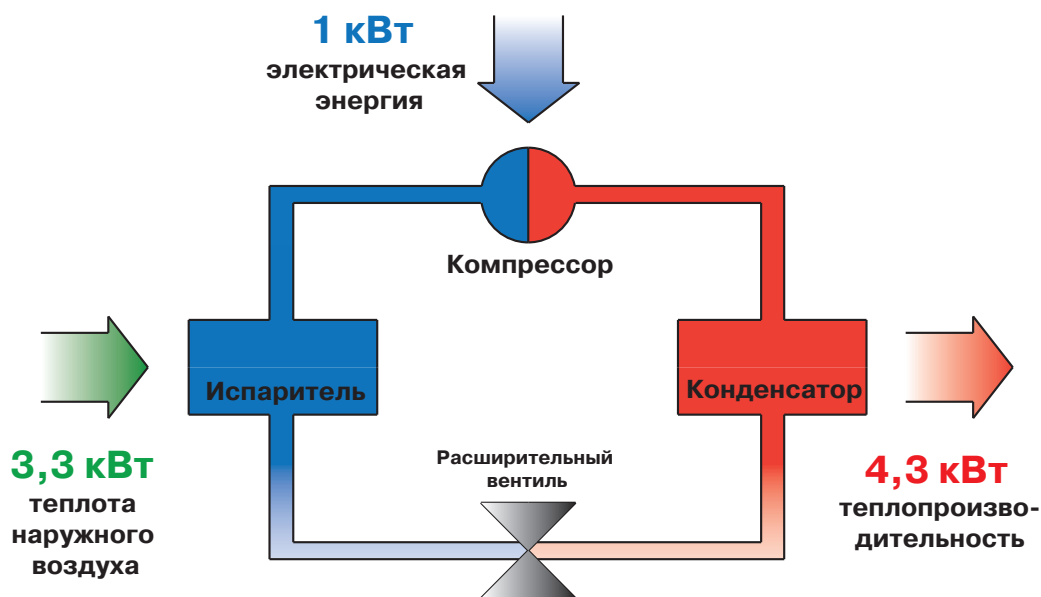 1 кВт
электрическая
энергия
Компрессор
Испаритель
Конденсатор
3,3 кВт
теплота
наружного
воздуха
Расширительный
вентиль
4,3 кВт
теплопроизво-
дительность